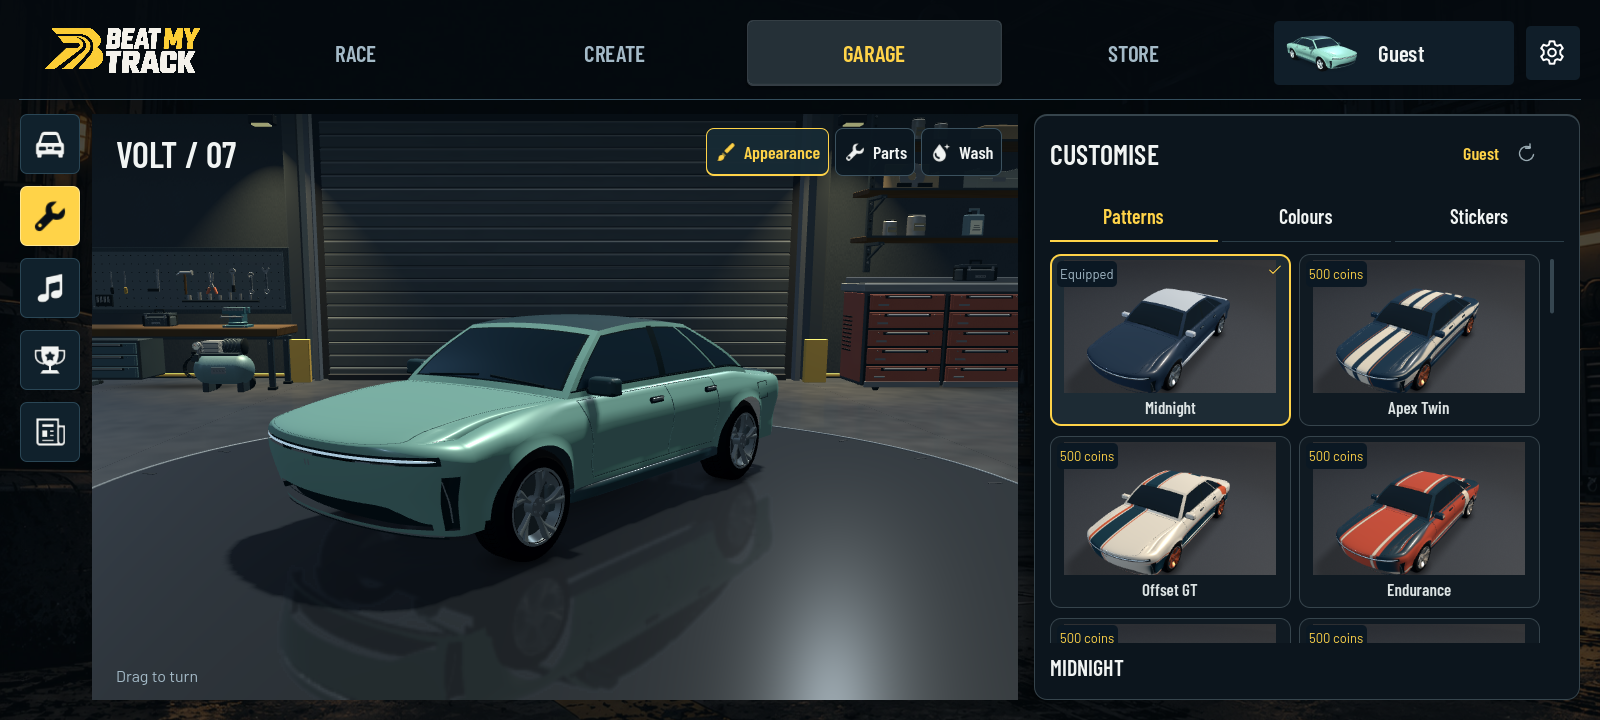 BEAT MY
TRACK
RACE
CREATE
GARAGE
STORE
Guest
VOLT / 07
Appearance
Parts
Wash
CUSTOMISE
Guest
Patterns
Colours
Stickers
Equipped
500 coins
Midnight
Apex Twin
500 coins
500 coins
Offset GT
Endurance
500 coins
500 coins
MIDNIGHT
Drag to turn